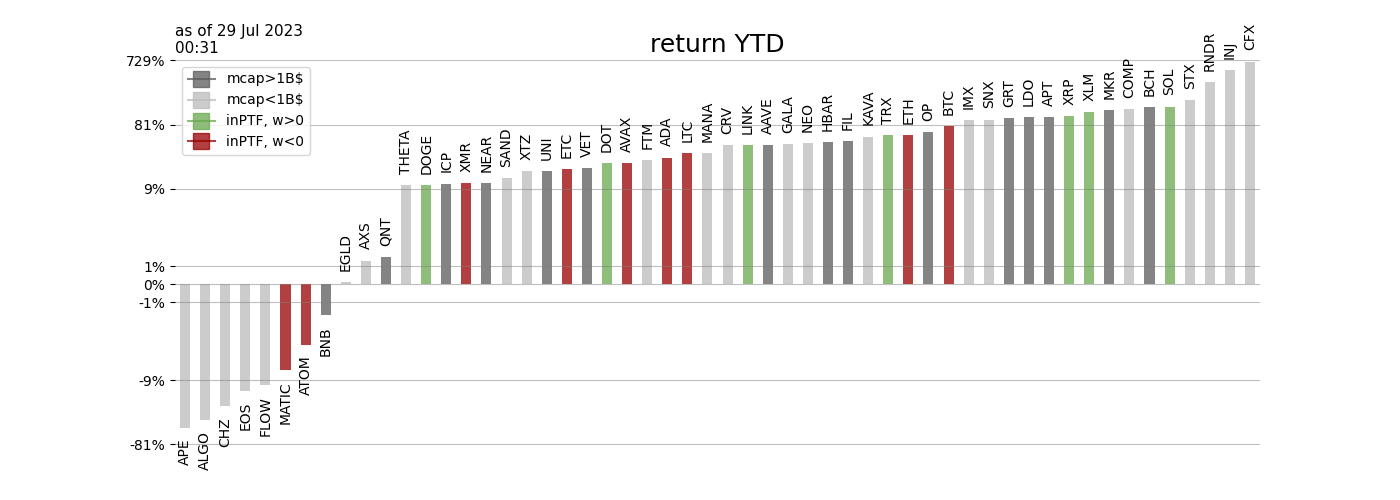 as of 29 Jul 2023
00:31
return YTD
mcap>1B$
mcap<1B$
inPTF, w>0
inPTF, w<0
729%
81%
9%
1%
0%
-1%
-9%
-81%
APE
ALGO
CHZ
EOS
FLOW
MATIC
ATOM
BNB
EGLD
AXS
QNT
THETA
DOGE
ICP
XMR
NEAR
SAND
XTZ
UNI
ETC
VET
DOT
AVAX
FTM
ADA
LTC
MANA
CRV
LINK
AAVE
GALA
NEO
HBAR
FIL
KAVA
TRX
ETH
OP
BTC
IMX
SNX
GRT
LDO
APT
XRP
XLM
MKR
COMP
BCH
SOL
STX
RNDR
INJ
CFX